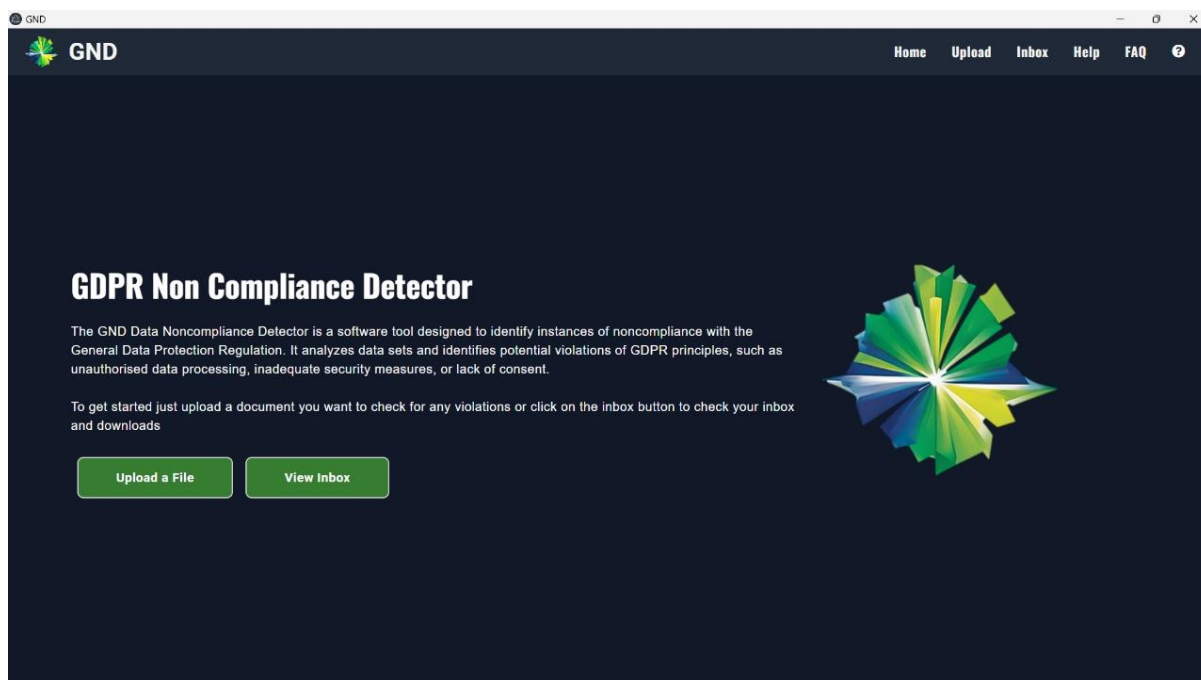 GND
GND
Home Upload Inbox Help FAQ ?
GDPR Non Compliance Detector
The GND Data Noncompliance Detector is a software tool designed to identify instances of noncompliance with the
General Data Protection Regulation. It analyzes data sets and identifies potential violations of GDPR principles, such as
unauthorised data processing, inadequate security measures, or lack of consent.
To get started just upload a document you want to check for any violations or click on the inbox button to check your inbox
and downloads
Upload a File View Inbox